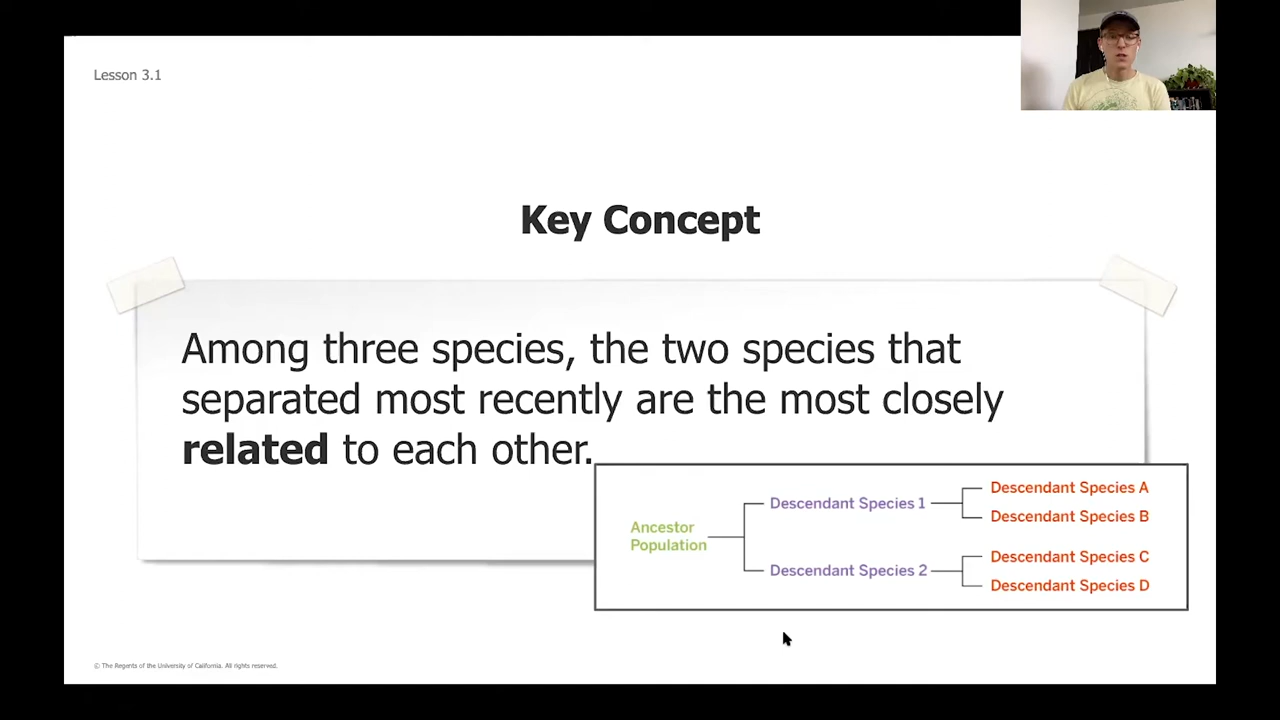 Lesson 3.1
Key Concept
Among three species, the two species that
separated most recently are the most closely
related to each other.
Ancestor
Population
Descendant Species 1
Descendant Species 2
Descendant Species A
Descendant Species B
Descendant Species C
Descendant Species D
© The Regents of the University of California. All rights reserved.